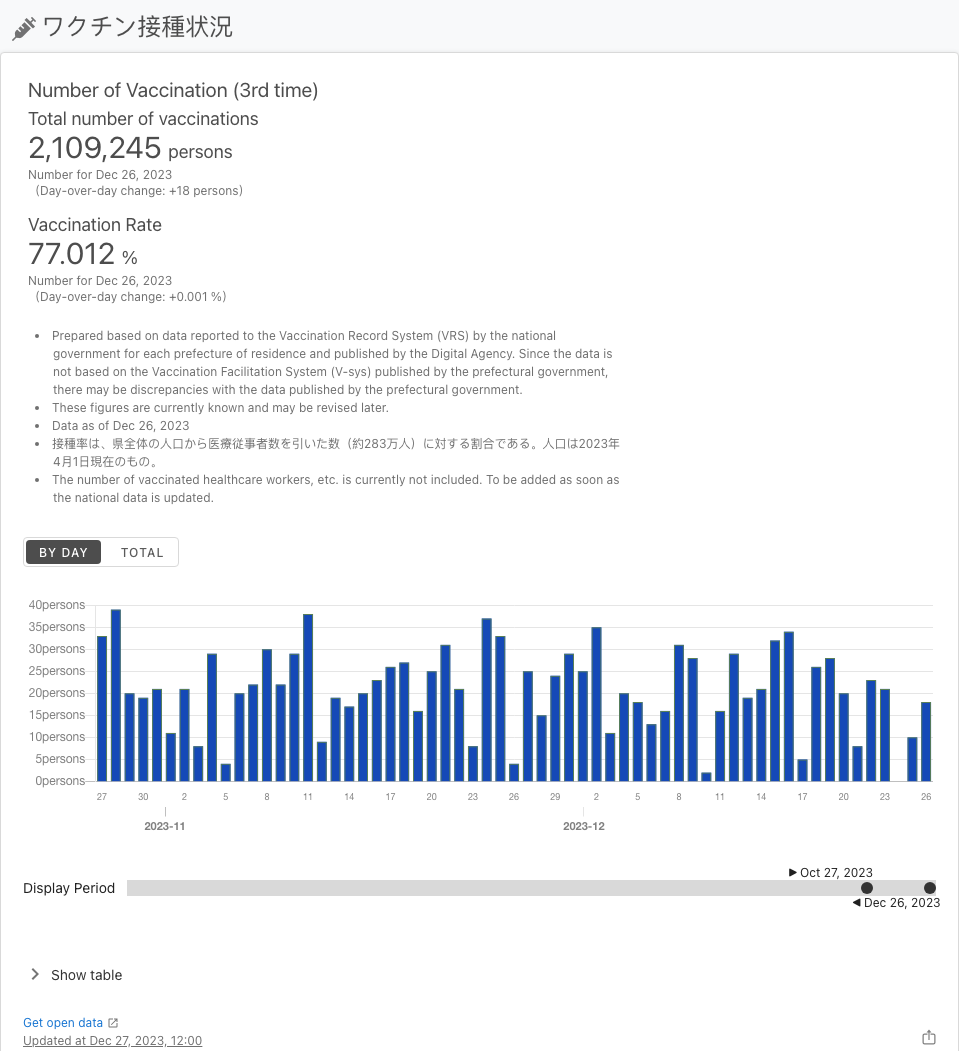 ワクチン接種状況
Number of Vaccination (3rd time)
Total number of vaccinations
2,109,245 persons
Number for Dec 26, 2023
(Day-over-day change: +18 persons)
Vaccination Rate
77.012 %
Number for Dec 26, 2023
(Day-over-day change: +0.001 %)
• Prepared based on data reported to the Vaccination Record System (VRS) by the national
government for each prefecture of residence and published by the Digital Agency. Since the data is
not based on the Vaccination Facilitation System (V-sys) published by the prefectural government,
there may be discrepancies with the data published by the prefectural government.
• These figures are currently known and may be revised later.
• Data as of Dec 26, 2023
• 接種率は、県全体の人口から医療従事者数を引いた数（約283万人）に対する割合である。人口は2023年
4月1日現在のもの。
• The number of vaccinated healthcare workers, etc. is currently not included. To be added as soon as
the national data is updated.
BY DAY TOTAL
40persons
35persons
30persons
25persons
20persons
15persons
10persons
5persons
0persons
27 30 2 5 8 11 14 17 20 23 26 29 2 5 8 11 14 17 20 23 26
2023-11 2023-12
Oct 27, 2023
Display Period
Dec 26, 2023
Show table
Get open data
Updated at Dec 27, 2023, 12:00